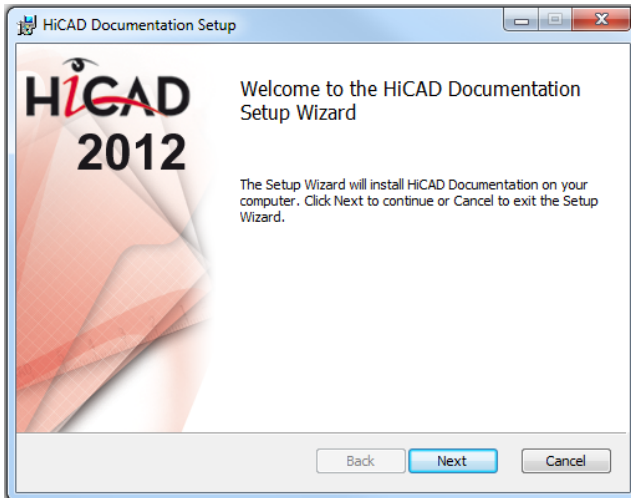 HiCAD Documentation Setup
HiCAD
2012
Welcome to the HiCAD Documentation
Setup Wizard
The Setup Wizard will install HiCAD Documentation on your
computer. Click Next to continue or Cancel to exit the Setup
Wizard.
Back Next Cancel